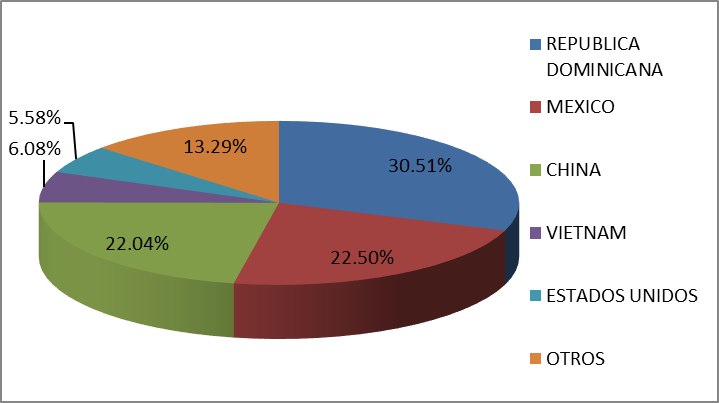 5.58%
6.08%
13.29%
30.51%
22.04%
22.50%
REPUBLICA
DOMINICANA
MEXICO
CHINA
VIETNAM
ESTADOS UNIDOS
OTROS